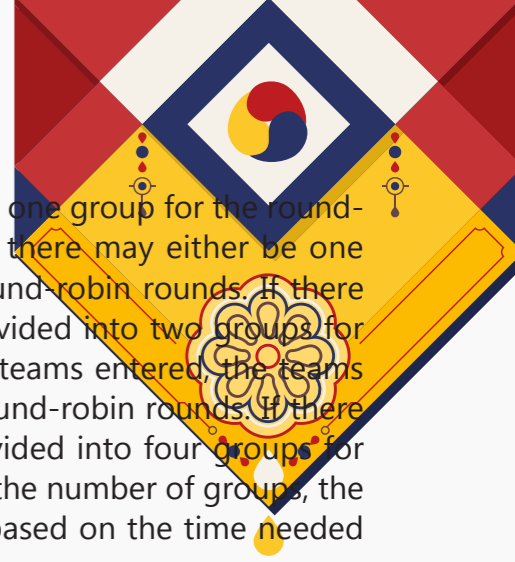 one group for the round-
there may either be one
und-robin rounds. If there
vided into two groups for
teams entered, the teams
und-robin rounds. If there
vided into four groups for
the number of groups, the
based on the time needed